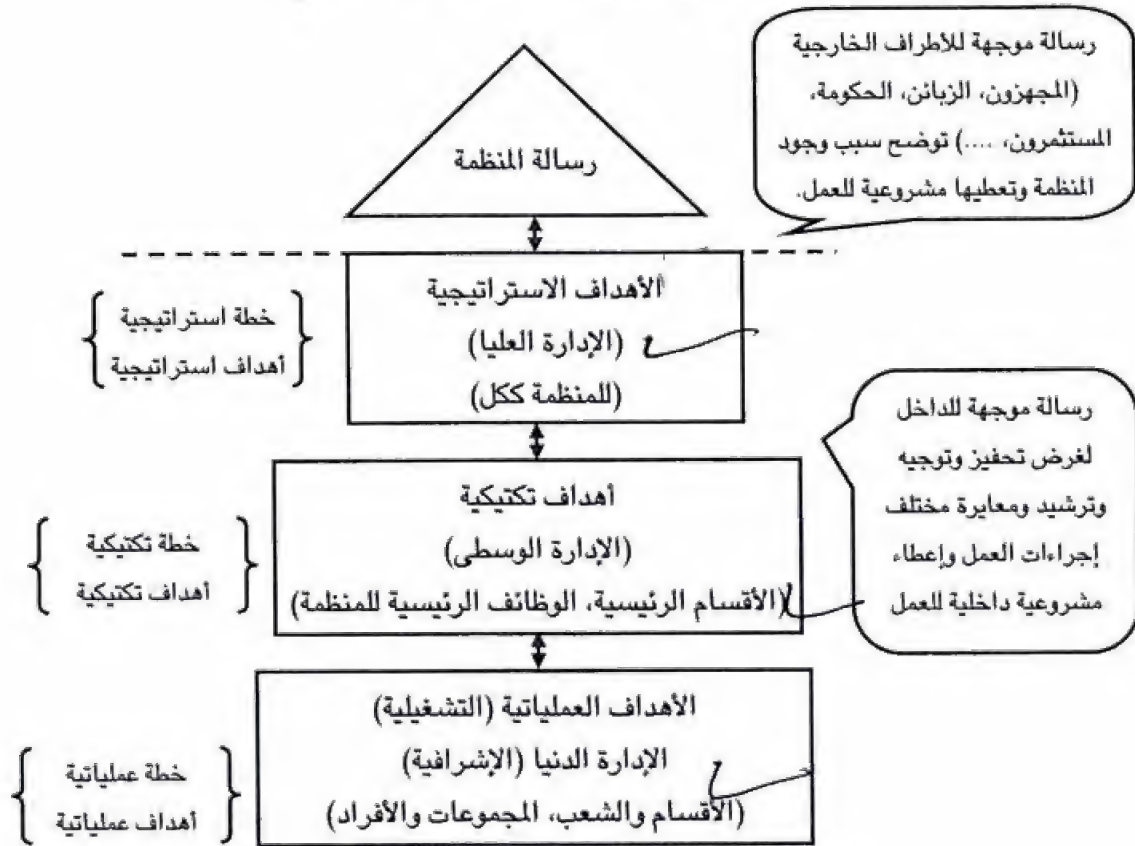 رسالة موجهة للأطراف الخارجية
(المجهزون، الزبائن، الحكومة،
المستثمرون، ....) توضح سبب وجود
المنظمة وتعطيها مشروعية للعمل.
رسالة المنظمة
الأهداف الاستراتيجية
(الإدارة العليا)
(للمنظمة ككل)
خطة استراتيجية
أهداف استراتيجية
رسالة موجهة للداخل
لغرض تحفيز وتوجيه
وترشيد ومعايرة مختلف
إجراءات العمل وإعطاء
مشروعية داخلية للعمل
أهداف تكتيكية
(الإدارة الوسطى)
(الأقسام الرئيسية، الوظائف الرئيسية للمنظمة)
خطة تكتيكية
أهداف تكتيكية
الأهداف العملياتية (التشغيلية)
الإدارة الدنيا (الإشرافية)
(الأقسام والشعب، المجموعات والأفراد)
خطة عملياتية
أهداف عملياتية